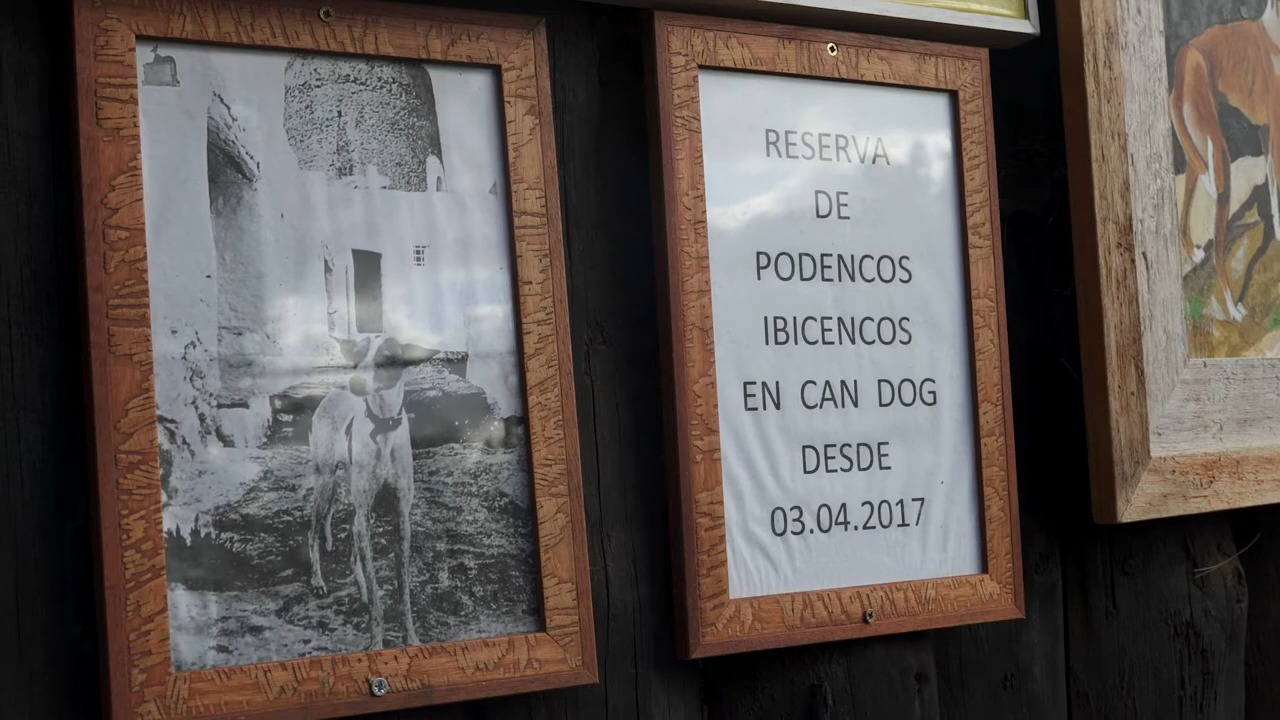 RESERVA
DE
PODENCOS
IBICENCOS
EN CAN DOG
DESDE
03.04.2017